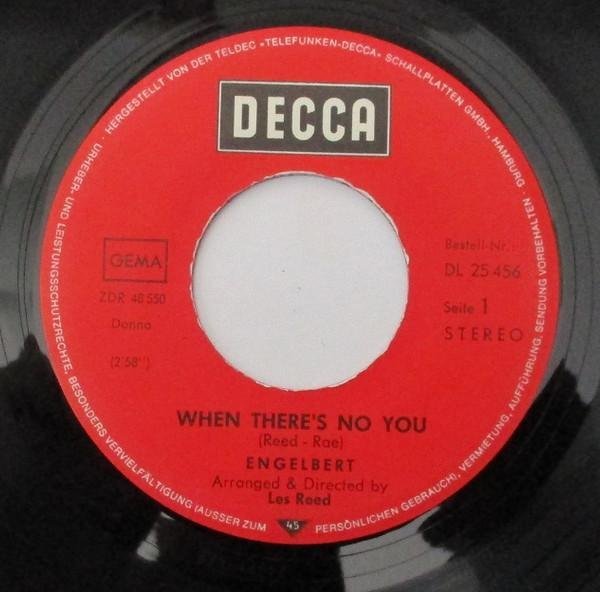 URHEBER- UND LEISTUNGSSCHUTZRECHTE, BESONDERS VERVIELFÄLTIGUNG (AUSSER ZUM PERSÖNLICHEN GEBRAUCH), VERMIETUNG, AUFFÜHRUNG, SENDUNG VORBEHALTEN
· HERGESTELLT VON DER TELDEC »TELEFUNKEN-DECCA« SCHALLPLATTEN GMBH., HAMBURG ·
DECCA
GEMA
ZDR 48 550
Donna
(2'58'')
Bestell-Nr.:
DL 25 456
Seite 1
STEREO
WHEN THERE'S NO YOU
(Reed - Rae)
ENGELBERT
Arranged & Directed by
Les Reed
45